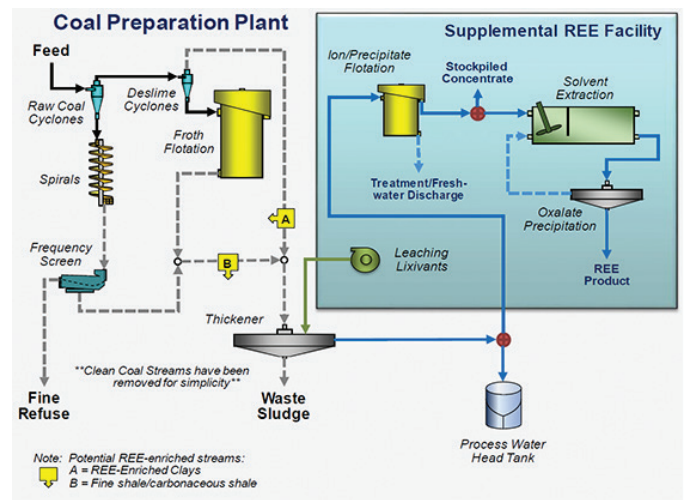 Coal Preparation Plant
Feed
Raw Coal
Cyclones
Deslime
Cyclones
Froth
Flotation
Spirals
Frequency
Screen
A
B
Thickener
**Clean Coal Streams have been
removed for simplicity**
Fine
Refuse
Waste
Sludge
Note: Potential REE-enriched streams:
A = REE-Enriched Clays
B = Fine shale/carbonaceous shale
Supplemental REE Facility
Ion/Precipitate
Flotation
Stockpiled
Concentrate
Solvent
Extraction
Treatment/Fresh-
water Discharge
Oxalate
Precipitation
Leaching
Lixivants
REE
Product
Process Water
Head Tank